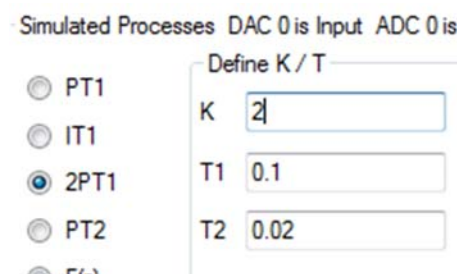 Simulated Processes DAC 0 is Input ADC 0 is
Define K / T
PT1
K 2
IT1
2PT1
T1 0.1
PT2
T2 0.02